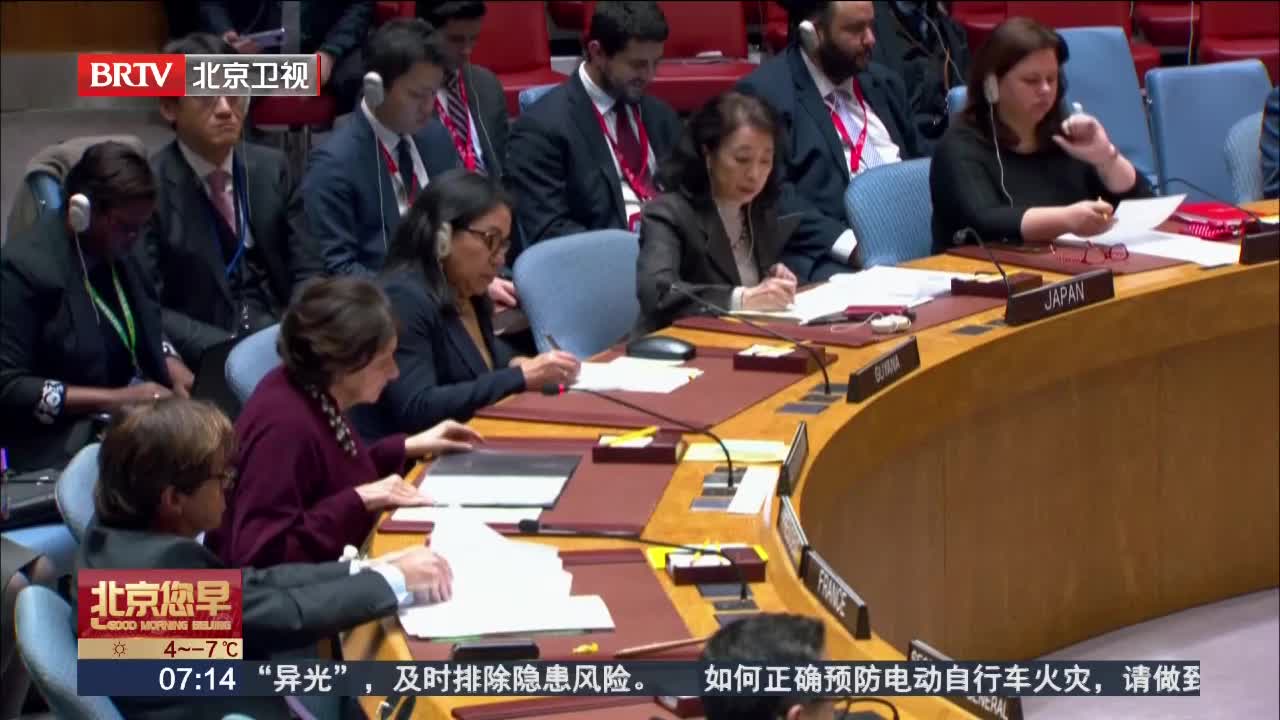 BRTV 北京卫视
JAPAN
GUYANA
FRANCE
GENERAL
北京您早
GOOD MORNING BEIJING
4~-7℃
07:14
“异光”，及时排除隐患风险。 如何正确预防电动自行车火灾，请做到